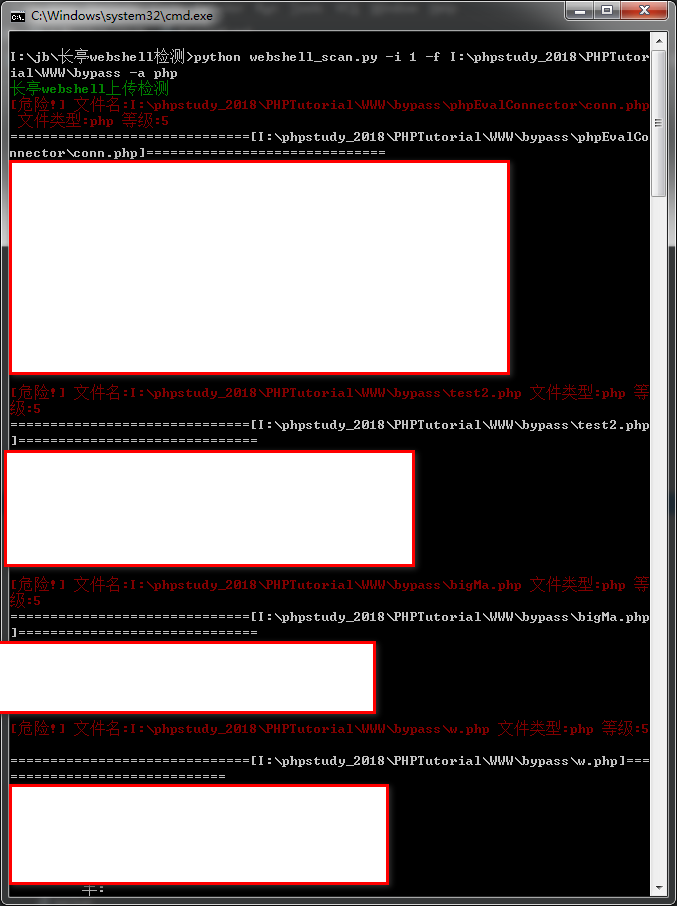 C:\Windows\system32\cmd.exe
I:\jb\长亭webshell检测>python webshell_scan.py -i 1 -f I:\phpstudy_2018\PHPTutor
ial\WWW\bypass -a php
长亭webshell上传检测
[危险!] 文件名:I:\phpstudy_2018\PHPTutorial\WWW\bypass\phpEvalConnector\conn.php
 文件类型:php 等级:5
==============================[I:\phpstudy_2018\PHPTutorial\WWW\bypass\phpEvalCo
nnector\conn.php]==============================
[危险!] 文件名:I:\phpstudy_2018\PHPTutorial\WWW\bypass\test2.php 文件类型:php 等
级:5
==============================[I:\phpstudy_2018\PHPTutorial\WWW\bypass\test2.php
]==============================
[危险!] 文件名:I:\phpstudy_2018\PHPTutorial\WWW\bypass\bigMa.php 文件类型:php 等
级:5
==============================[I:\phpstudy_2018\PHPTutorial\WWW\bypass\bigMa.php
]==============================
[危险!] 文件名:I:\phpstudy_2018\PHPTutorial\WWW\bypass\w.php 文件类型:php 等级:5
==============================[I:\phpstudy_2018\PHPTutorial\WWW\bypass\w.php]===
===========================